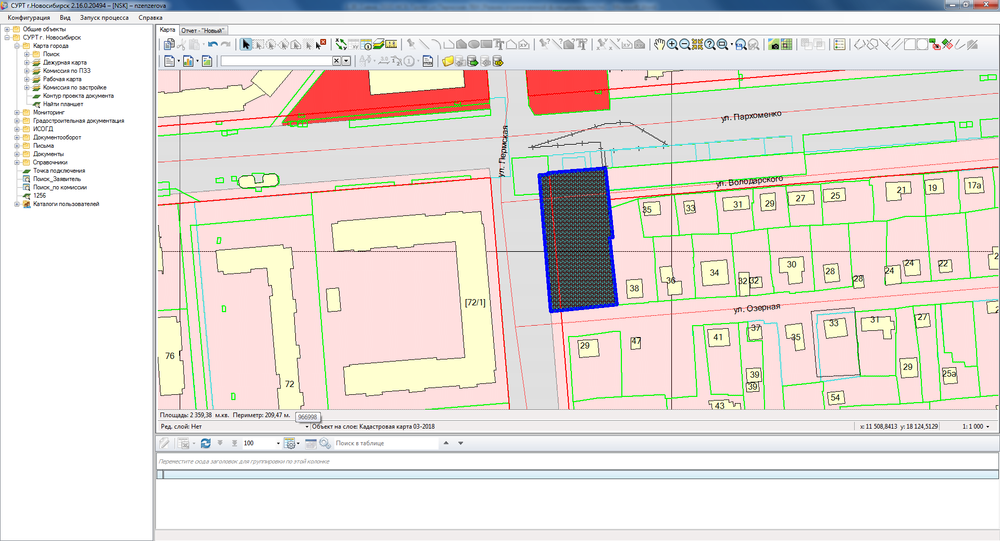 СУРТ г.Новосибирск 2.16.0.20494 – [NSK] – nzenzerova
Конфигурация Вид Запуск процесса Справка
Общие объекты
СУРТ г. Новосибирск
Карта города
Поиск
Дежурная карта
Комиссия по ПЗЗ
Рабочая карта
Комиссия по застройке
Контур проекта документа
Найти планшет
Мониторинг
Градостроительная документация
ИСОГД
Документооборот
Письма
Документы
Справочники
Точка подключения
Поиск_Заявитель
Поиск_по комиссии
1256
Каталоги пользователей
Карта Отчет - "Новый"
ул. Пархоменко
ул. Пермская
ул. Володарского
17а
19
21
25
27
29
31
33
35
24
22
24
28
28
30
32 32
34
36
38
[72/1]
ул. Озерная
27
31
33
35
37
41
47
29
76
72
39
39
43
29
25а
54
Площадь: 2 359,38 м.кв. Периметр: 209,47 м.
966998
Ред. слой: Нет
Объект на слое: Кадастровая карта 03-2018
x: 11 508,8413 y: 18 124,5129
1: 1 000
100
Поиск в таблице
Переместите сюда заголовок для группировки по этой колонке